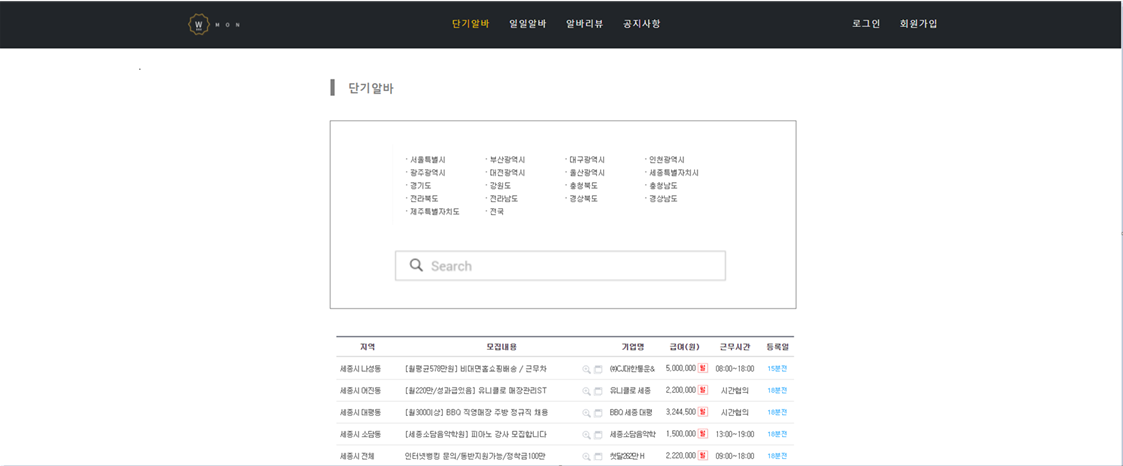 W M O N 단기알바 일일알바 알바리뷰 공지사항 로그인 회원가입
단기알바
· 서울특별시 · 부산광역시 · 대구광역시 · 인천광역시
· 광주광역시 · 대전광역시 · 울산광역시 · 세종특별자치시
· 경기도 · 강원도 · 충청북도 · 충청남도
· 전라북도 · 전라남도 · 경상북도 · 경상남도
· 제주특별자치도 · 전국
Search
지역 모집내용 기업명 급여(원) 근무시간 등록일
세종시 나성동 [월평균578만원] 비대면홈쇼핑배송 / 근무차 ㈜CJ대한통운& 5,000,000 월 08:00~18:00 15분전
세종시 어진동 [월220만/성과급있음] 유니클로 매장관리ST 유니클로 세종 2,200,000 월 시간협의 16분전
세종시 대평동 [월300이상] BBQ 직영매장 주방 정규직 채용 BBQ 세종 대평 3,244,500 월 시간협의 16분전
세종시 소담동 [세종소담음악학원] 피아노 강사 모집합니다 세종소담음악학 1,500,000 월 13:00~19:00 16분전
세종시 전체 인터넷뱅킹 문의/동반지원가능/정착금100만 첫달262만 H 2,220,000 월 09:00~18:00 16분전